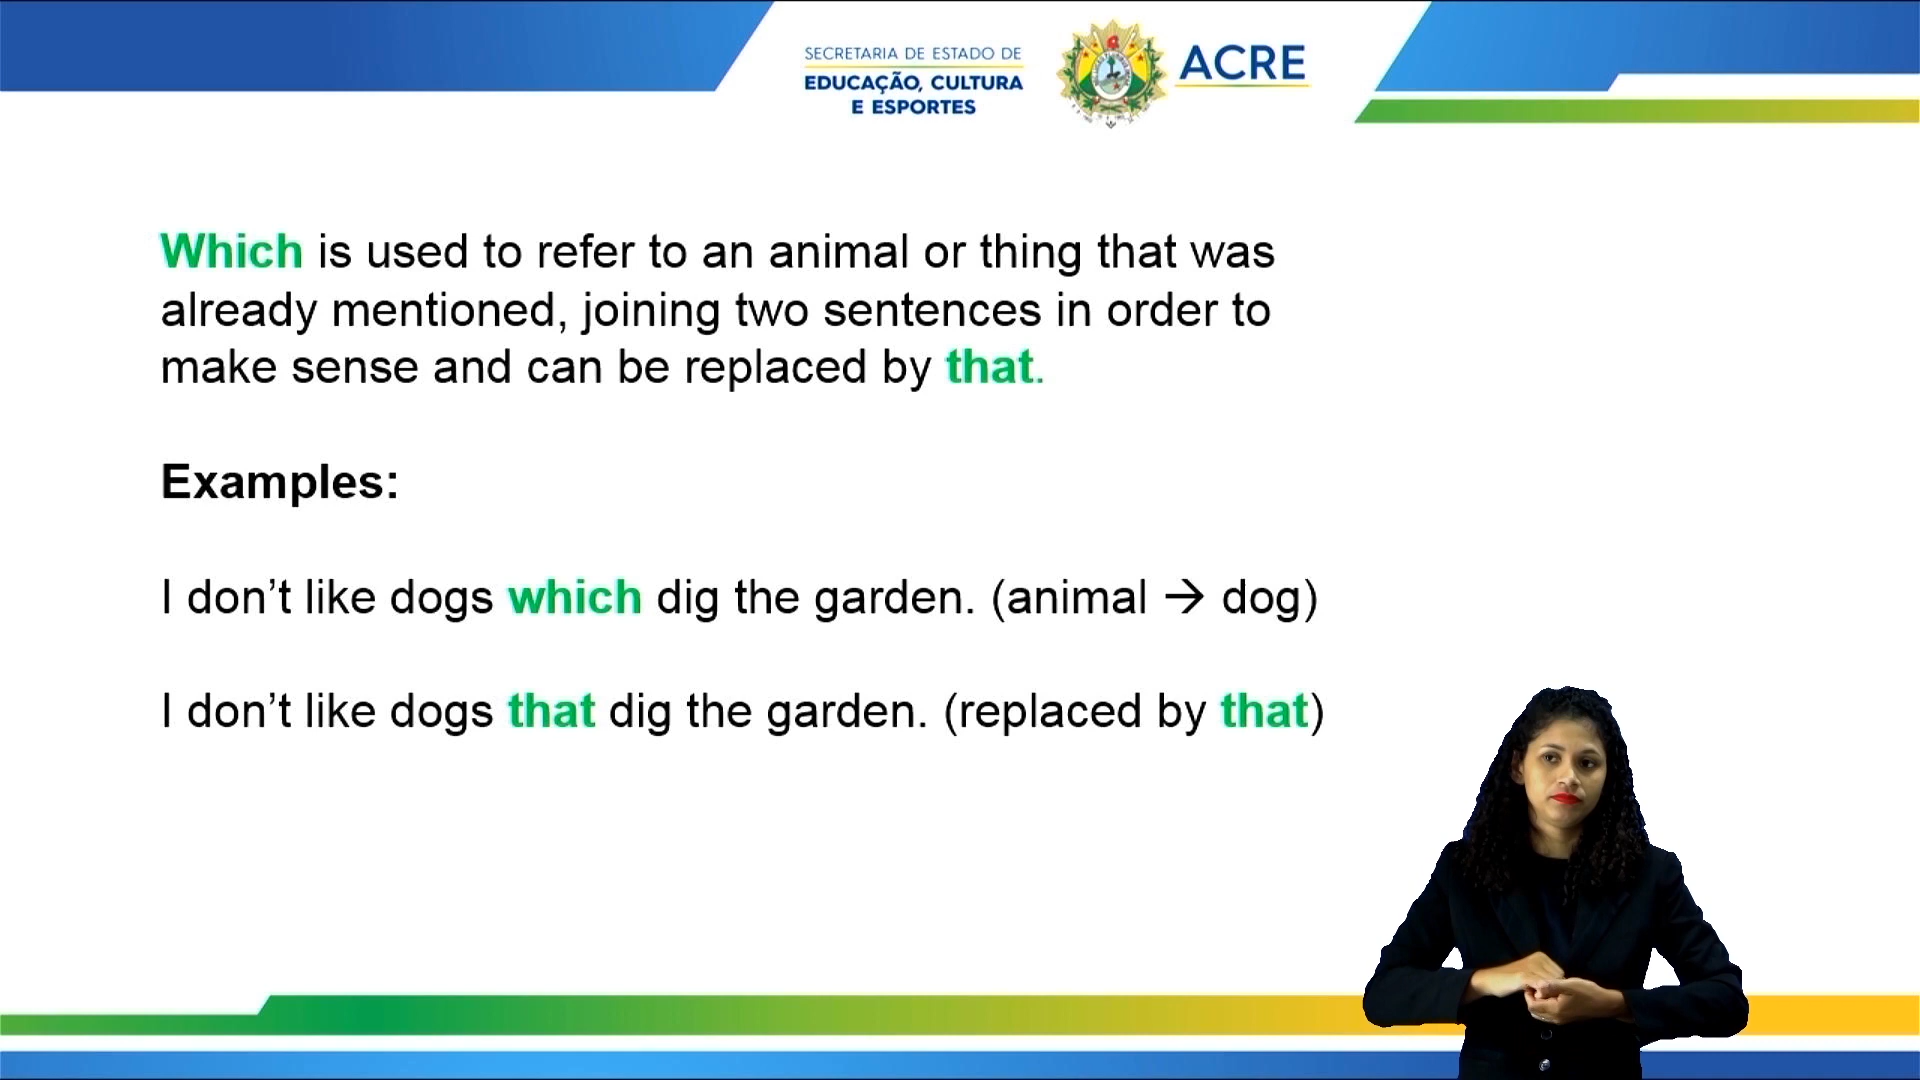 SECRETARIA DE ESTADO DE
EDUCAÇÃO, CULTURA
E ESPORTES
ACRE
Which is used to refer to an animal or thing that was
already mentioned, joining two sentences in order to
make sense and can be replaced by that.
Examples:
I don’t like dogs which dig the garden. (animal → dog)
I don’t like dogs that dig the garden. (replaced by that)